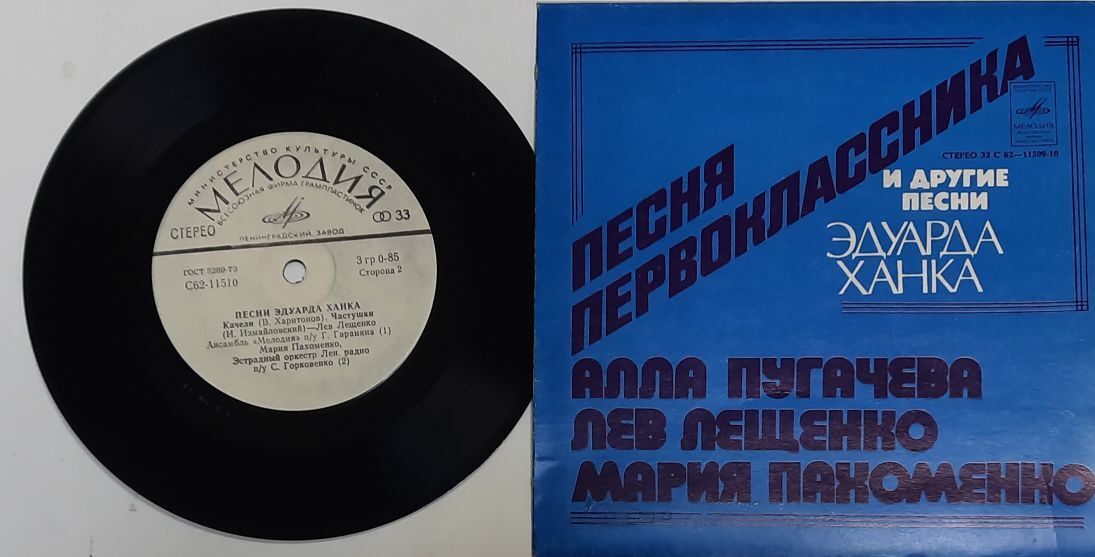 МИНИСТЕРСТВО КУЛЬТУРЫ СССР
МЕЛОДИЯ
ВСЕСОЮЗНАЯ ФИРМА ГРАМПЛАСТИНОК
СТЕРЕО
33
ЛЕНИНГРАДСКИЙ ЗАВОД
ГОСТ 5289-73
3 гр 0-85
С62-11510
Сторона 2
ПЕСНИ ЭДУАРДА ХАНКА
Качели (В. Харитонов). Частушки
(И. Измайловский)—Лев Лещенко
Ансамбль «Мелодия» п/у Г. Гараняна (1)
Мария Пахоменко,
Эстрадный оркестр Лен. радио
п/у С. Горковенко (2)
ПЕСНЯ
ПЕРВОКЛАССНИКА
МЕЛОДИЯ
СТЕРЕО 33 С 62—11509-10
И ДРУГИЕ
ПЕСНИ
ЭДУАРДА
ХАНКА
АЛЛА ПУГАЧЕВА
ЛЕВ ЛЕЩЕНКО
МАРИЯ ПАХОМЕНКО